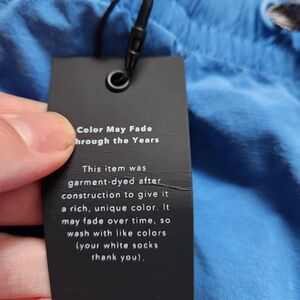 Color May Fade
through the Years
This item was
garment-dyed after
construction to give it
a rich, unique color. It
may fade over time, so
wash with like colors
(your white socks
thank you).